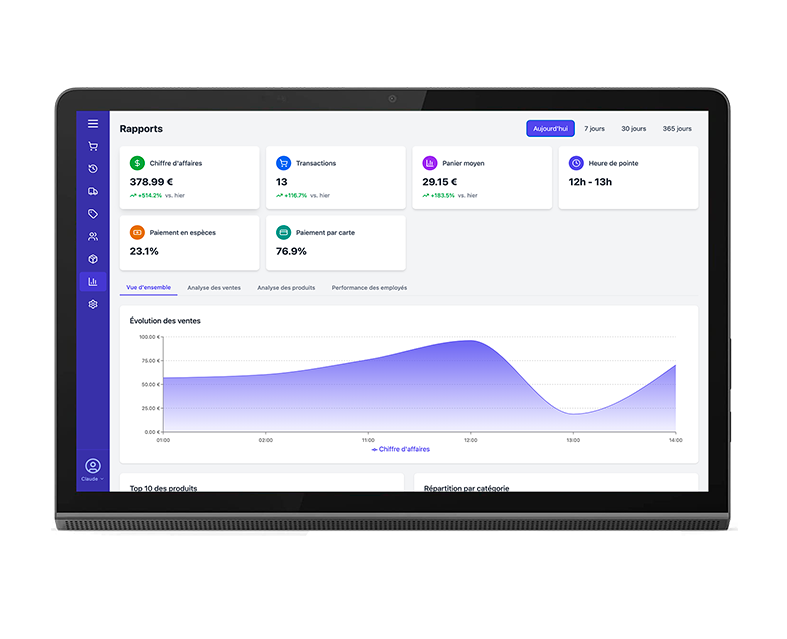 Rapports
Aujourd'hui 7 jours 30 jours 365 jours
Chiffre d'affaires
378.99 €
+514.2% vs. hier
Transactions
13
+116.7% vs. hier
Panier moyen
29.15 €
+183.5% vs. hier
Heure de pointe
12h - 13h
Paiement en espèces
23.1%
Paiement par carte
76.9%
Vue d'ensemble Analyse des ventes Analyse des produits Performance des employés
Évolution des ventes
100.00 €
75.00 €
50.00 €
25.00 €
0.00 €
01:00 02:00 11:00 12:00 13:00 14:00
Chiffre d'affaires
Claude
Top 10 des produits
Répartition par catégorie